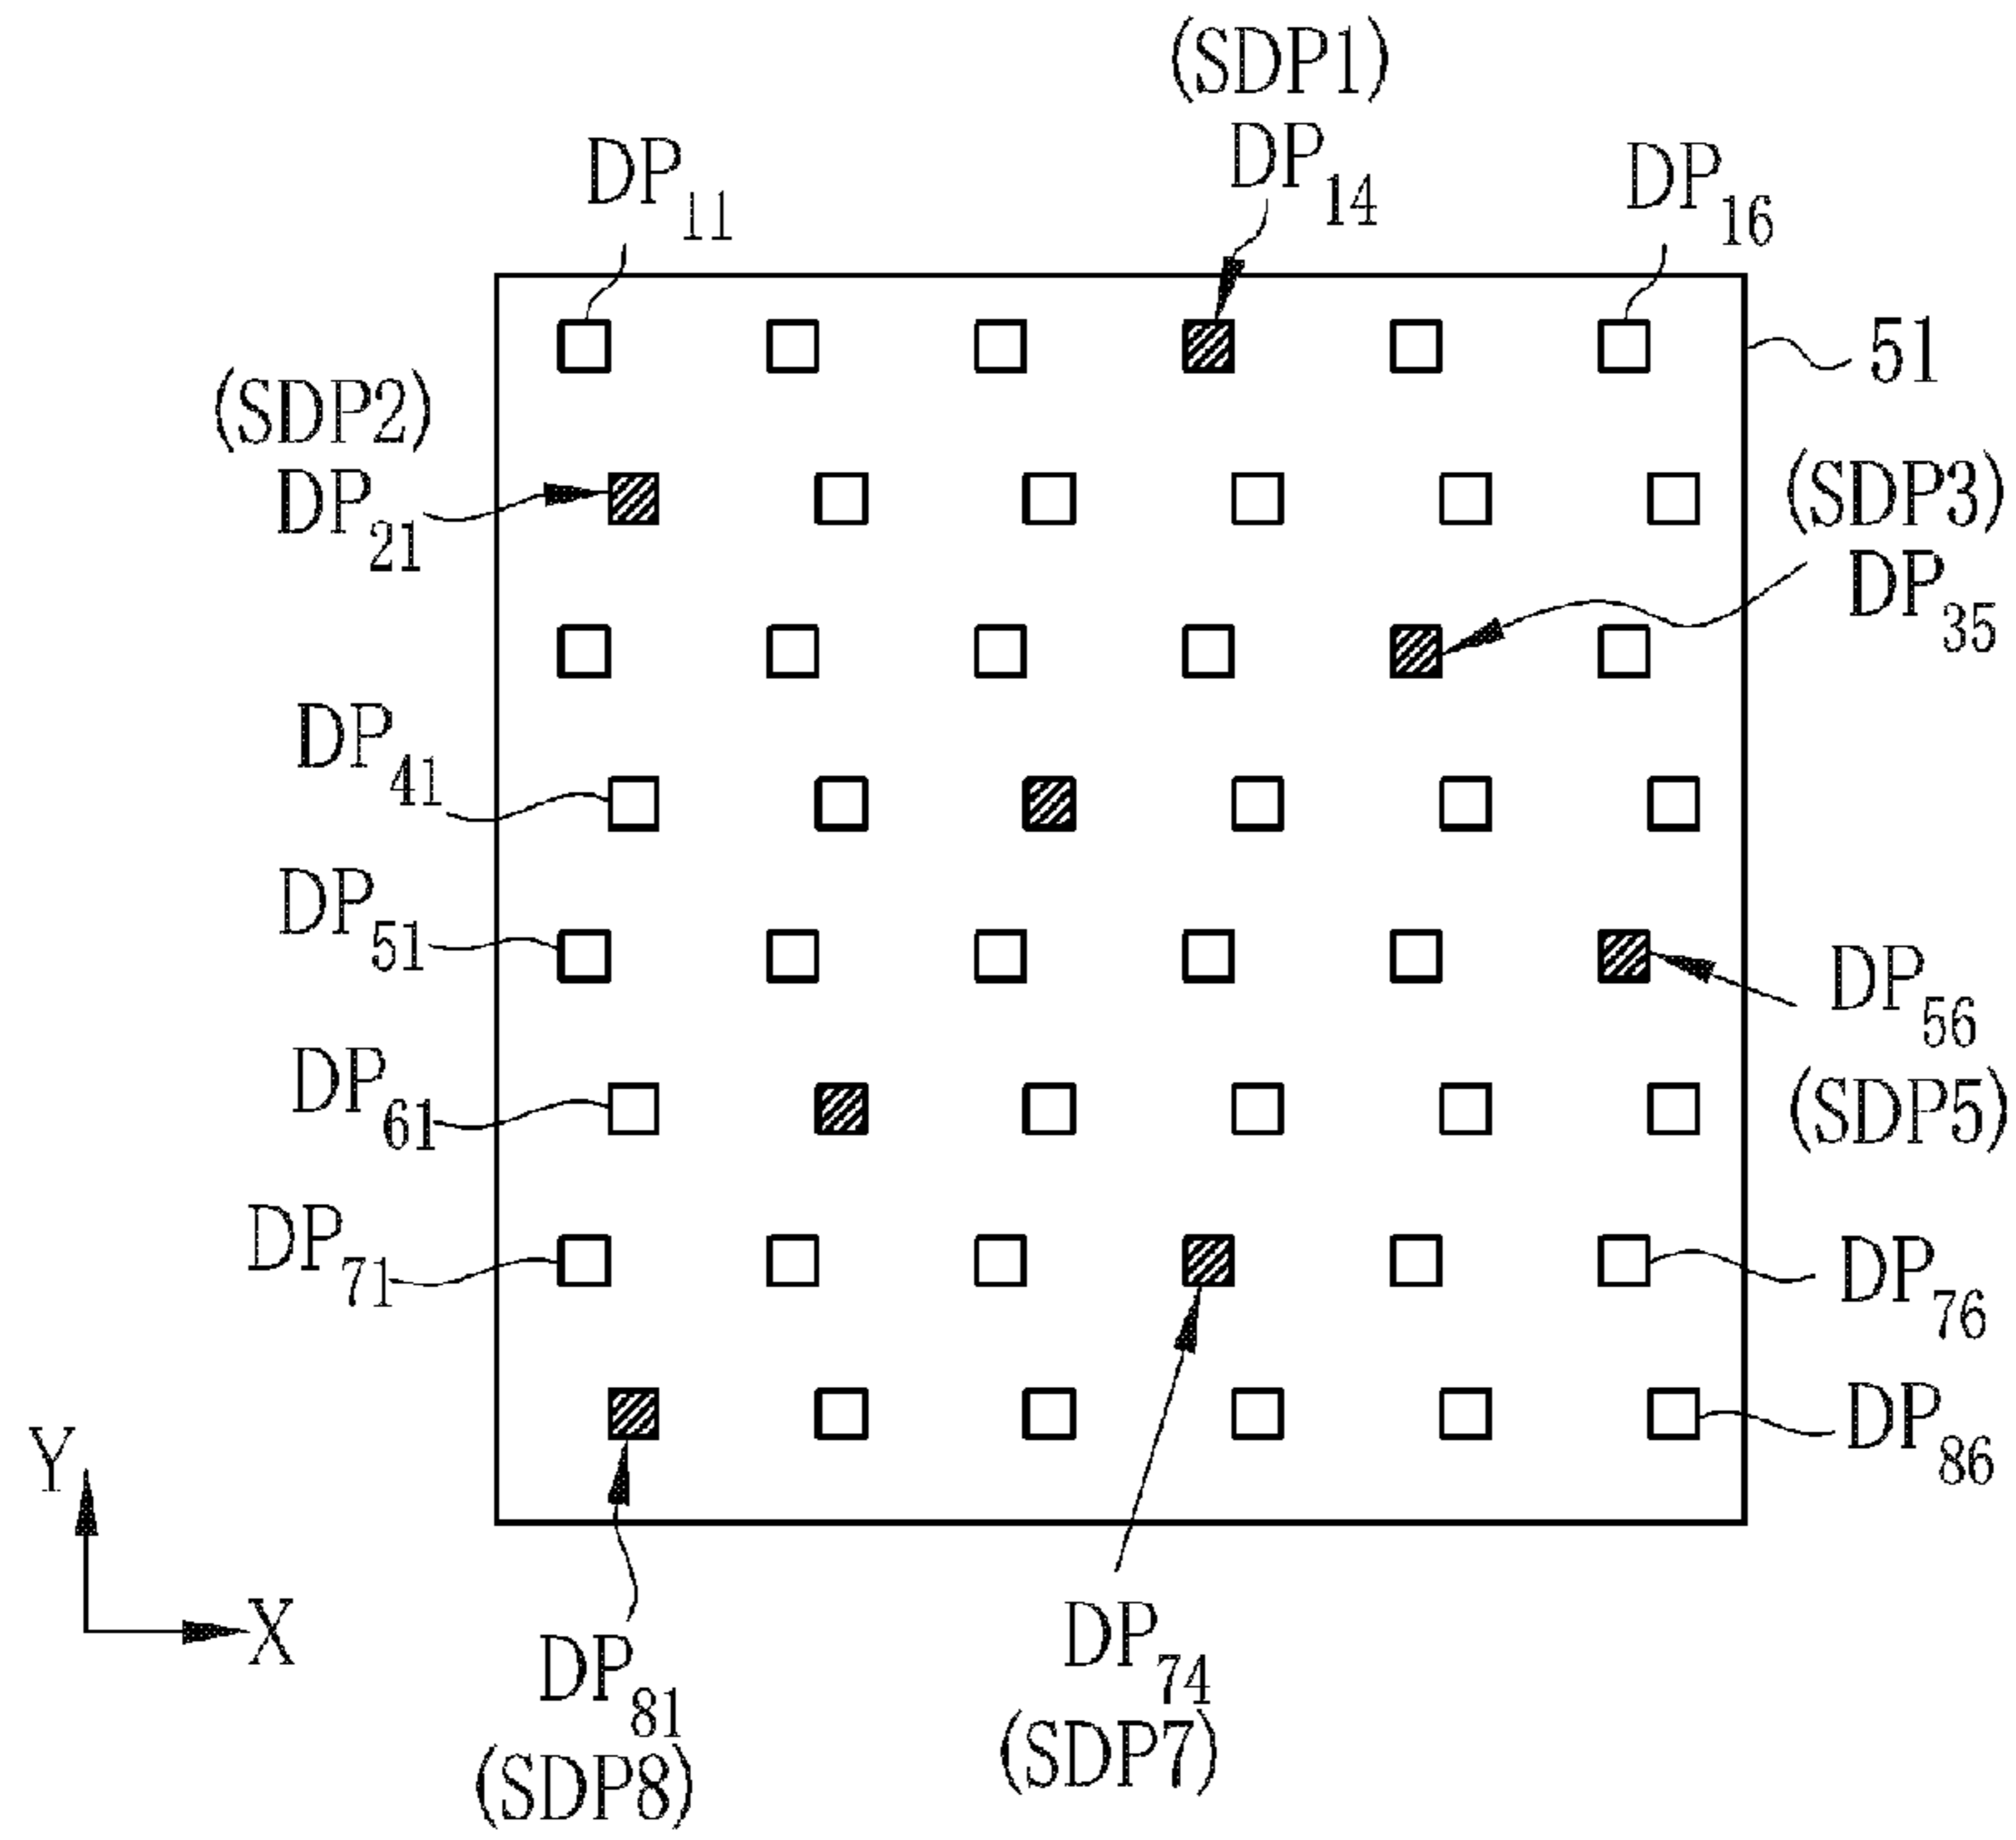 (SDP1)
DP11
DP14
DP16
51
(SDP2)
DP21
(SDP3)
DP35
DP41
DP51
DP56
(SDP5)
DP61
DP71
DP76
DP86
Y
X
DP81
(SDP8)
DP74
(SDP7)